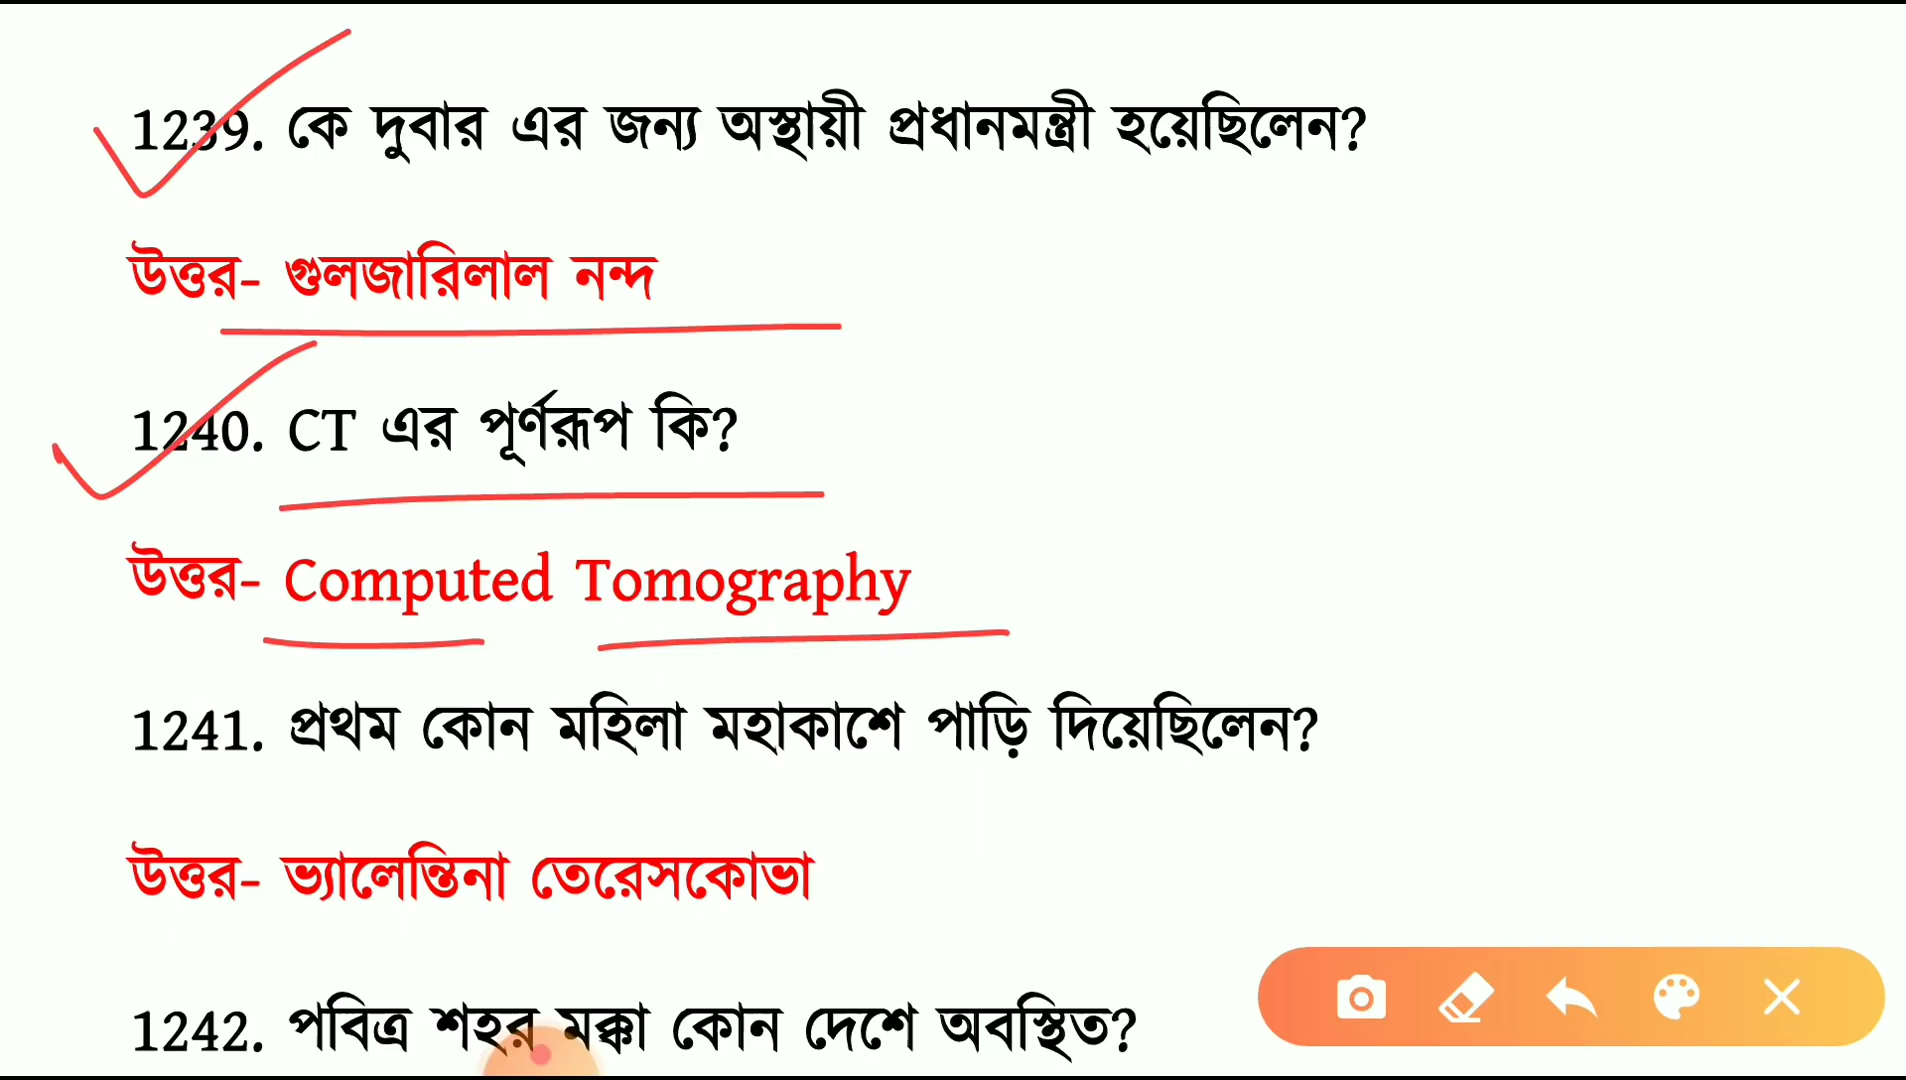 1239. কে দুবার এর জন্য অস্থায়ী প্রধানমন্ত্রী হয়েছিলেন?
উত্তর- গুলজারিলাল নন্দ
1240. CT এর পূর্ণরূপ কি?
উত্তর- Computed Tomography
1241. প্রথম কোন মহিলা মহাকাশে পাড়ি দিয়েছিলেন?
উত্তর- ভ্যালেন্তিনা তেরেসকোভা
1242. পবিত্র শহর মক্কা কোন দেশে অবস্থিত?